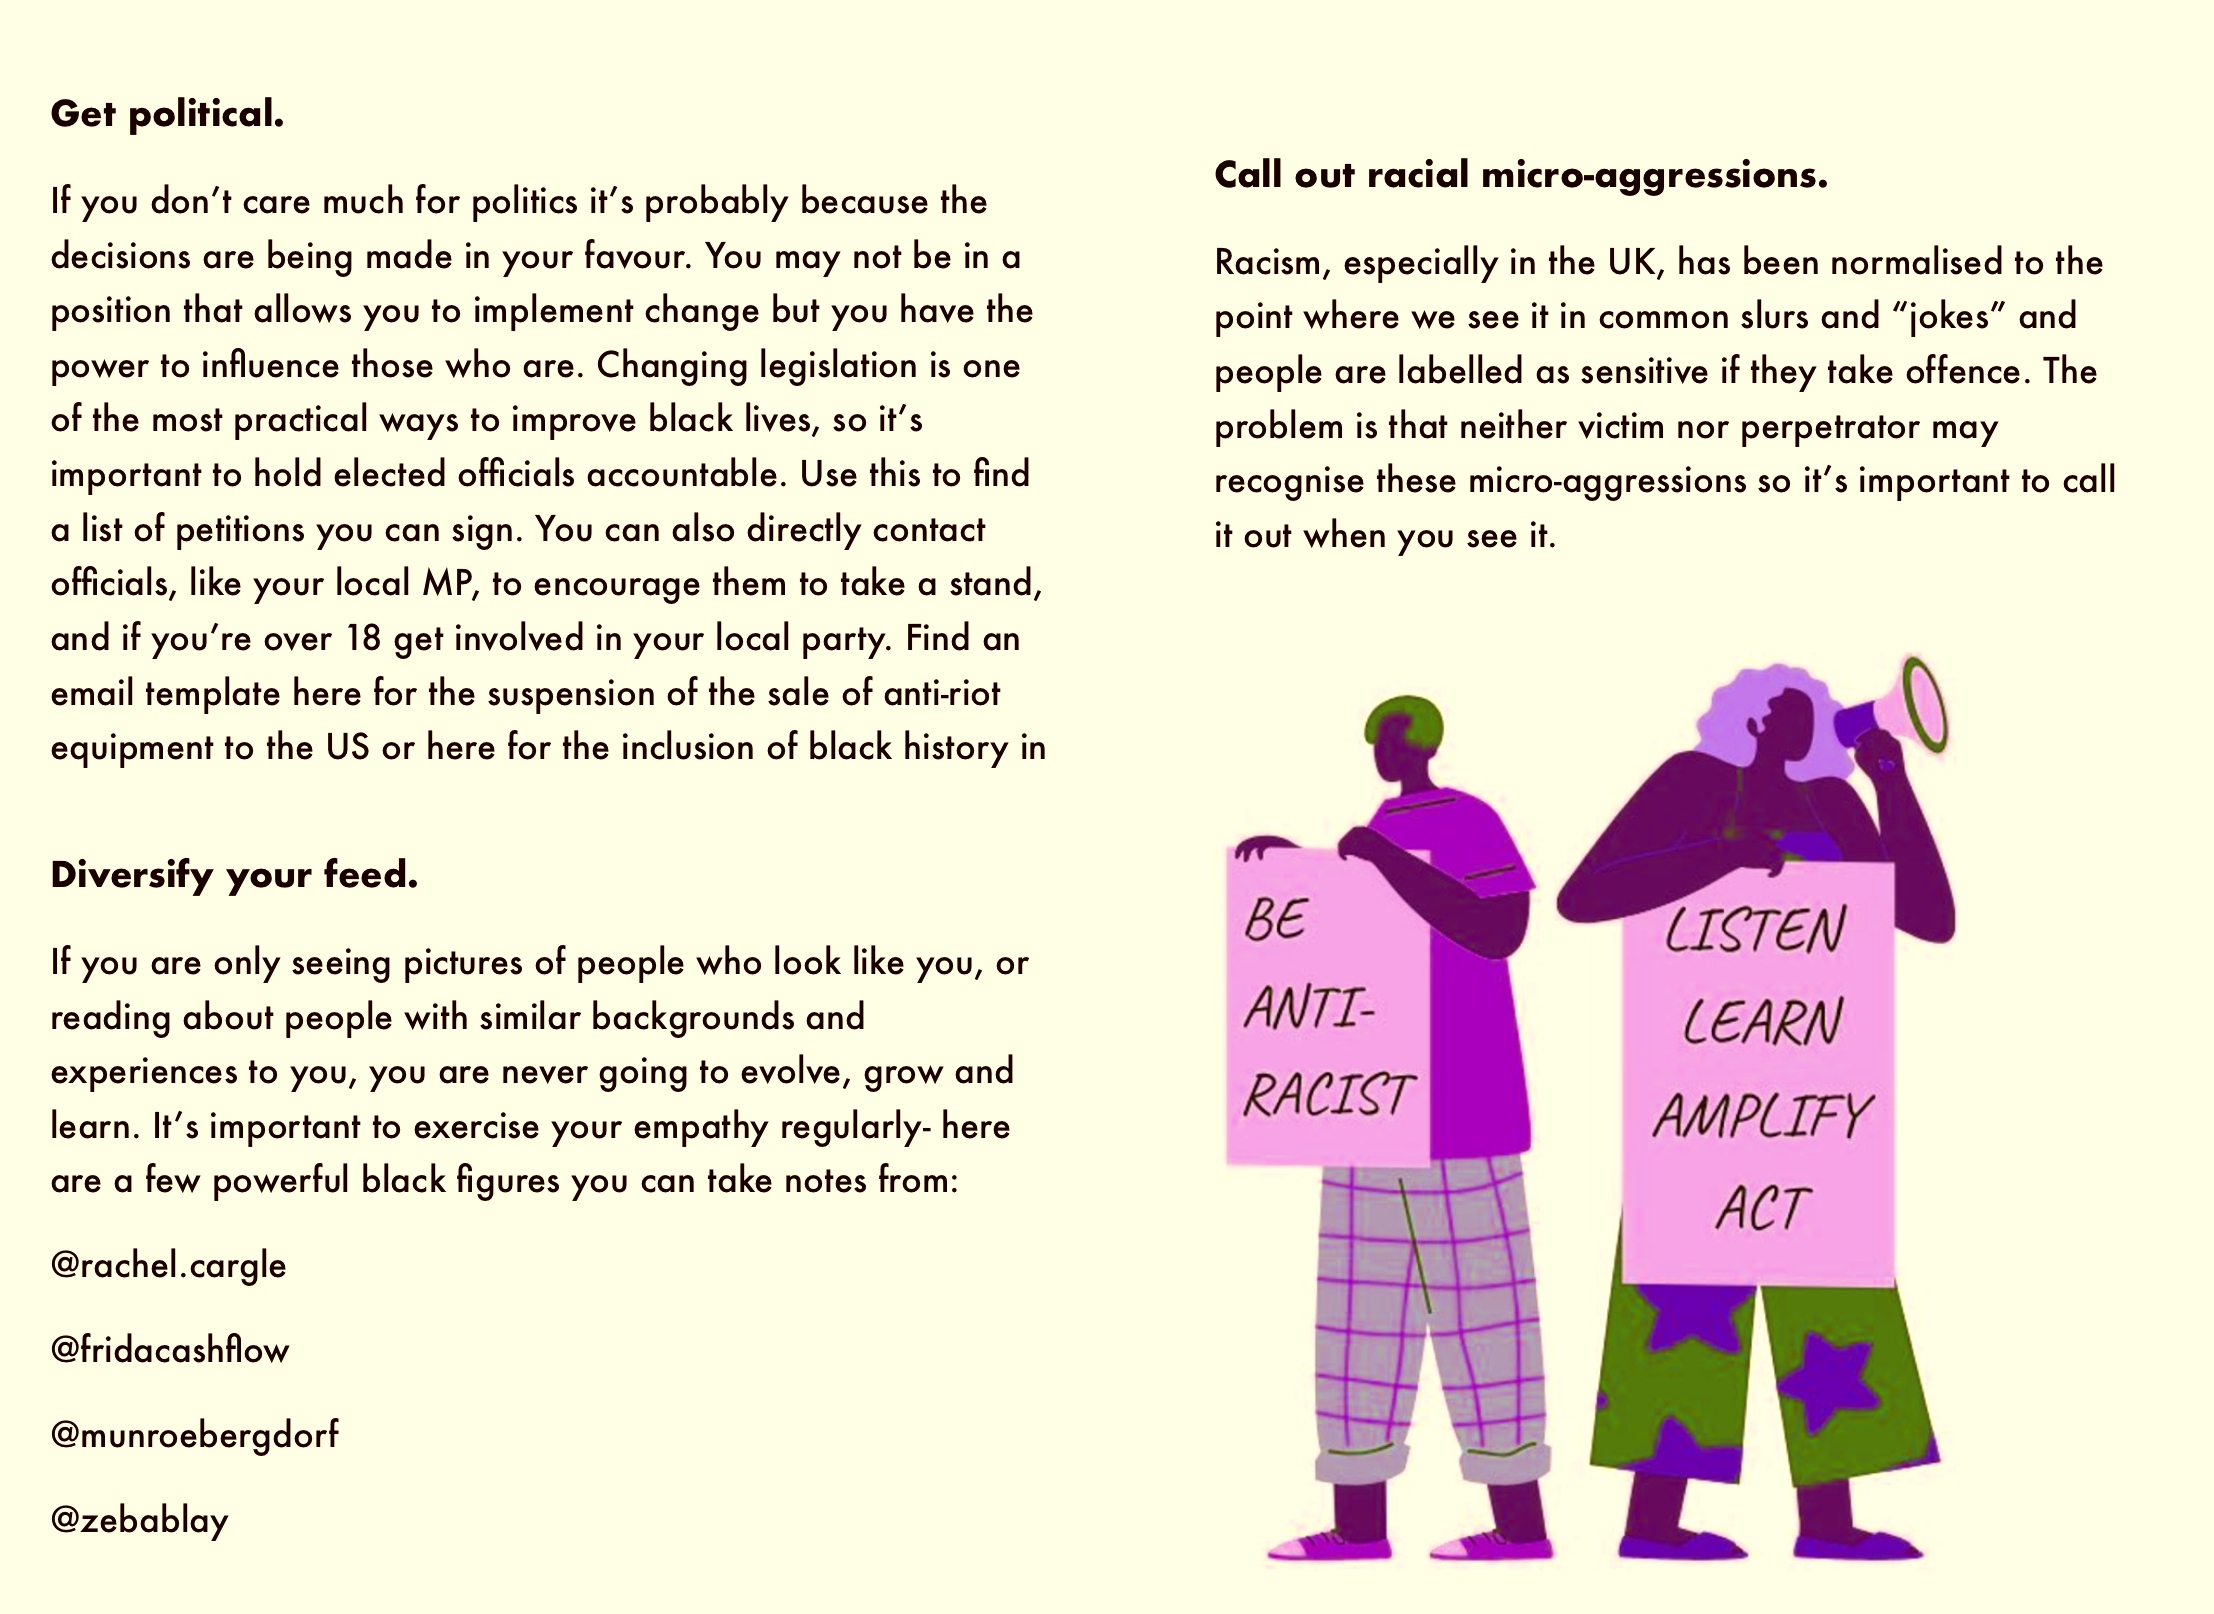 Get political.
If you don’t care much for politics it’s probably because the
decisions are being made in your favour. You may not be in a
position that allows you to implement change but you have the
power to influence those who are. Changing legislation is one
of the most practical ways to improve black lives, so it’s
important to hold elected officials accountable. Use this to find
a list of petitions you can sign. You can also directly contact
officials, like your local MP, to encourage them to take a stand,
and if you’re over 18 get involved in your local party. Find an
email template here for the suspension of the sale of anti-riot
equipment to the US or here for the inclusion of black history in
Diversify your feed.
If you are only seeing pictures of people who look like you, or
reading about people with similar backgrounds and
experiences to you, you are never going to evolve, grow and
learn. It’s important to exercise your empathy regularly- here
are a few powerful black figures you can take notes from:
@rachel.cargle
@fridacashflow
@munroebergdorf
@zebablay
Call out racial micro-aggressions.
Racism, especially in the UK, has been normalised to the
point where we see it in common slurs and “jokes” and
people are labelled as sensitive if they take offence. The
problem is that neither victim nor perpetrator may
recognise these micro-aggressions so it’s important to call
it out when you see it.
BE
ANTI-
RACIST
LISTEN
LEARN
AMPLIFY
ACT